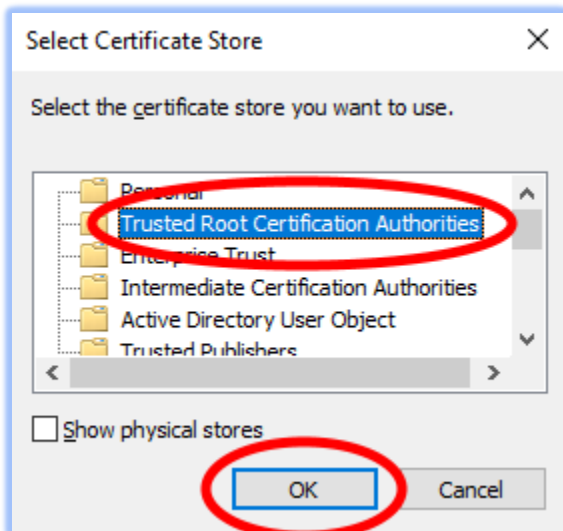 Select Certificate Store
Select the certificate store you want to use.
Personal
Trusted Root Certification Authorities
Enterprise Trust
Intermediate Certification Authorities
Active Directory User Object
Trusted Publishers
Show physical stores
OK Cancel